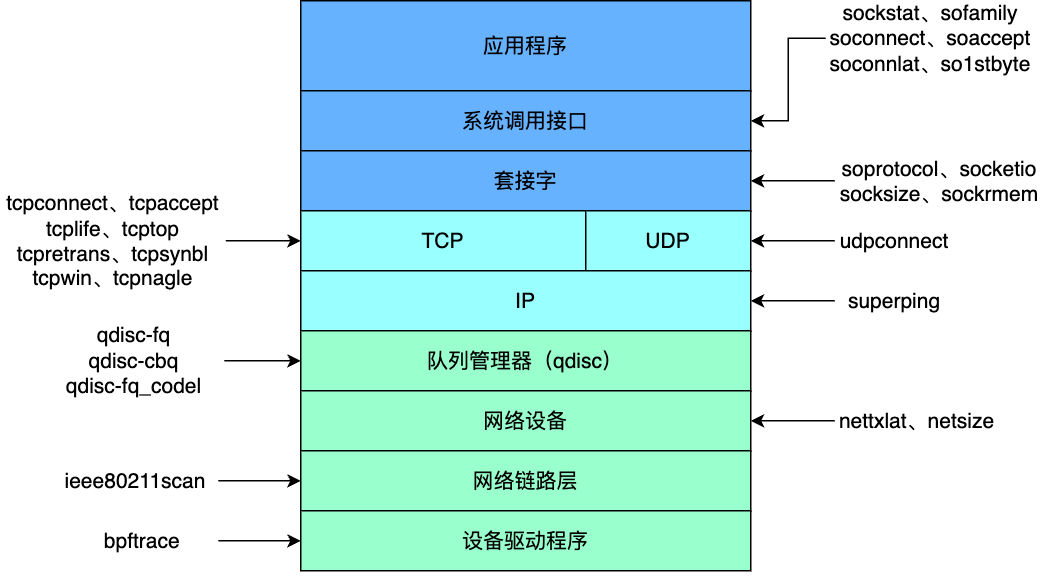 sockstat、sofamily
soconnect、soaccept
soconnlat、so1stbyte
应用程序
系统调用接口
套接字
soprotocol、socketio
socksize、sockrmem
tcpconnect、tcpaccept
tcplife、tcptop
tcpretrans、tcpsynbl
tcpwin、tcpnagle
TCP
UDP
udpconnect
IP
superping
qdisc-fq
qdisc-cbq
qdisc-fq_codel
队列管理器（qdisc）
网络设备
nettxlat、netsize
ieee80211scan
网络链路层
bpftrace
设备驱动程序